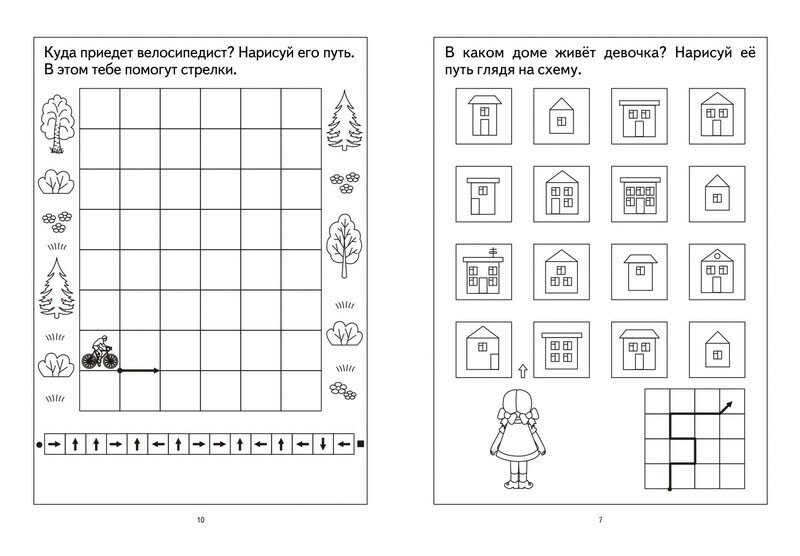 Куда приедет велосипедист? Нарисуй его путь.
В этом тебе помогут стрелки.
10
В каком доме живёт девочка? Нарисуй её
путь глядя на схему.
7